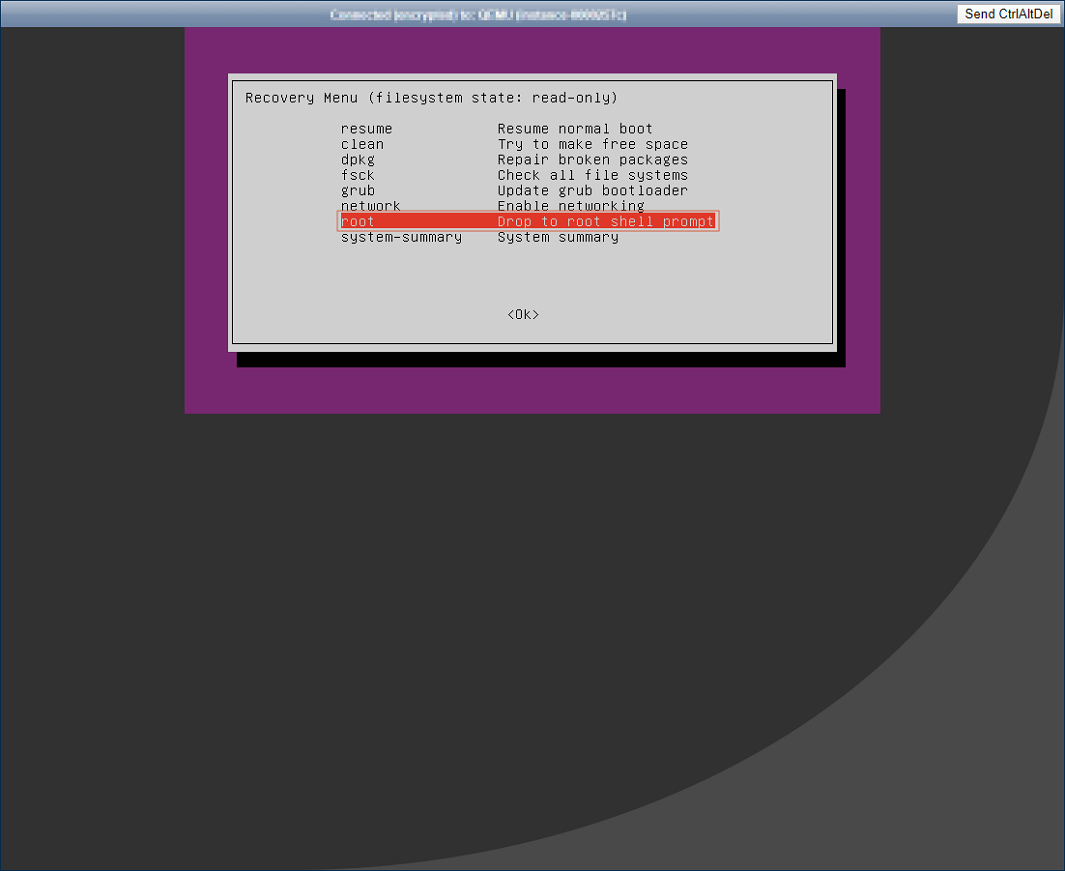 Connected (encrypted) to: QEMU
Send CtrlAltDel
Recovery Menu (filesystem state: read-only)
resume Resume normal boot
clean Try to make free space
dpkg Repair broken packages
fsck Check all file systems
grub Update grub bootloader
network Enable networking
root Drop to root shell prompt
system-summary System summary
<Ok>